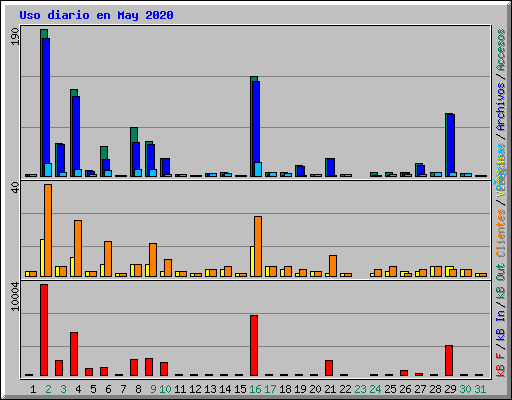 Uso diario en May 2020
190
40
10004
1 2 3 4 5 6 7 8 9 10 11 12 13 14 15 16 17 18 19 20 21 22 23 24 25 26 27 28 29 30 31
kB F / kB In / kB Out Clientes / Páginas / Archivos / Accesos